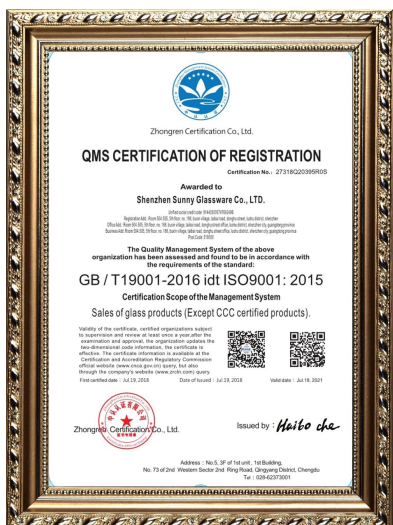 Zhongren Certification Co., Ltd.
QMS CERTIFICATION OF REGISTRATION
Certification No.: 27318Q20395R0S
Awarded to
Shenzhen Sunny Glassware Co., LTD.
The Quality Management System of the above
organization has been assessed and found to be in accordance with
the requirements of the standard:
GB / T19001-2016 idt ISO9001: 2015
Certification Scope of the Management System
Sales of glass products (Except CCC certified products).
Validity of the certificate, certified organizations subject
to supervision and review at least once a year.after the
examination and approval, the organization updates the
two-dimensional code information, the certificate is
effective. The certificate information is available at the
Certification and Accreditation Regulatory Commission
official website (www.cnca.gov.cn) query, but also
through the company's website (www.zrcln.com) query.
First certified date : Jul.19, 2018 Date of Issued : Jul.19, 2018 Valid date : Jul.18, 2021
Zhongren Certification Co., Ltd.
Issued by : Haibo che
Address : No.5, 3F of 1st unit , 1st Building,
No. 73 of 2nd Western Sector 2nd Ring Road, Qingyang District, Chengdu
Tel : 028-62373001